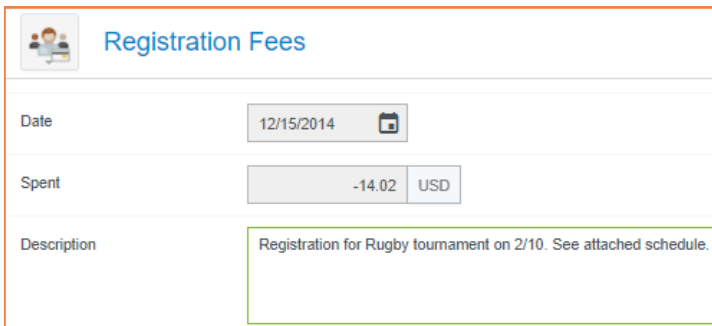 Registration Fees
Date
12/15/2014
Spent
-14.02 USD
Description
Registration for Rugby tournament on 2/10. See attached schedule.